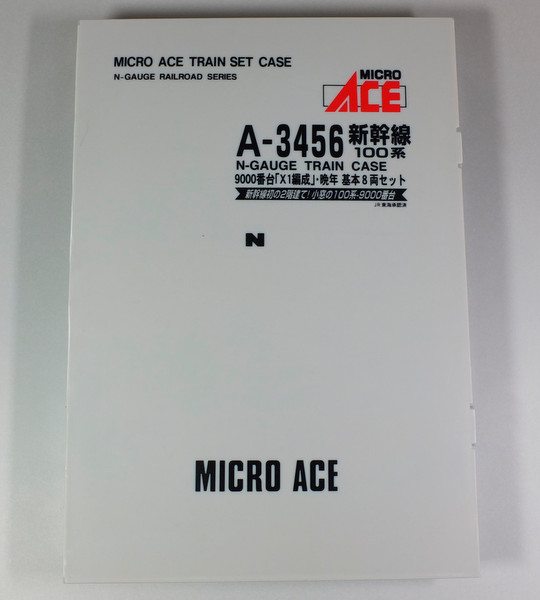 MICRO ACE TRAIN SET CASE
N-GAUGE RAILROAD SERIES
MICRO
ACE
A-3456 新幹線
100系
N-GAUGE TRAIN CASE
9000番台「X1編成」・晩年 基本8両セット
新幹線初の2階建て!小窓の100系-9000番台
JR東海承認済
N
MICRO ACE